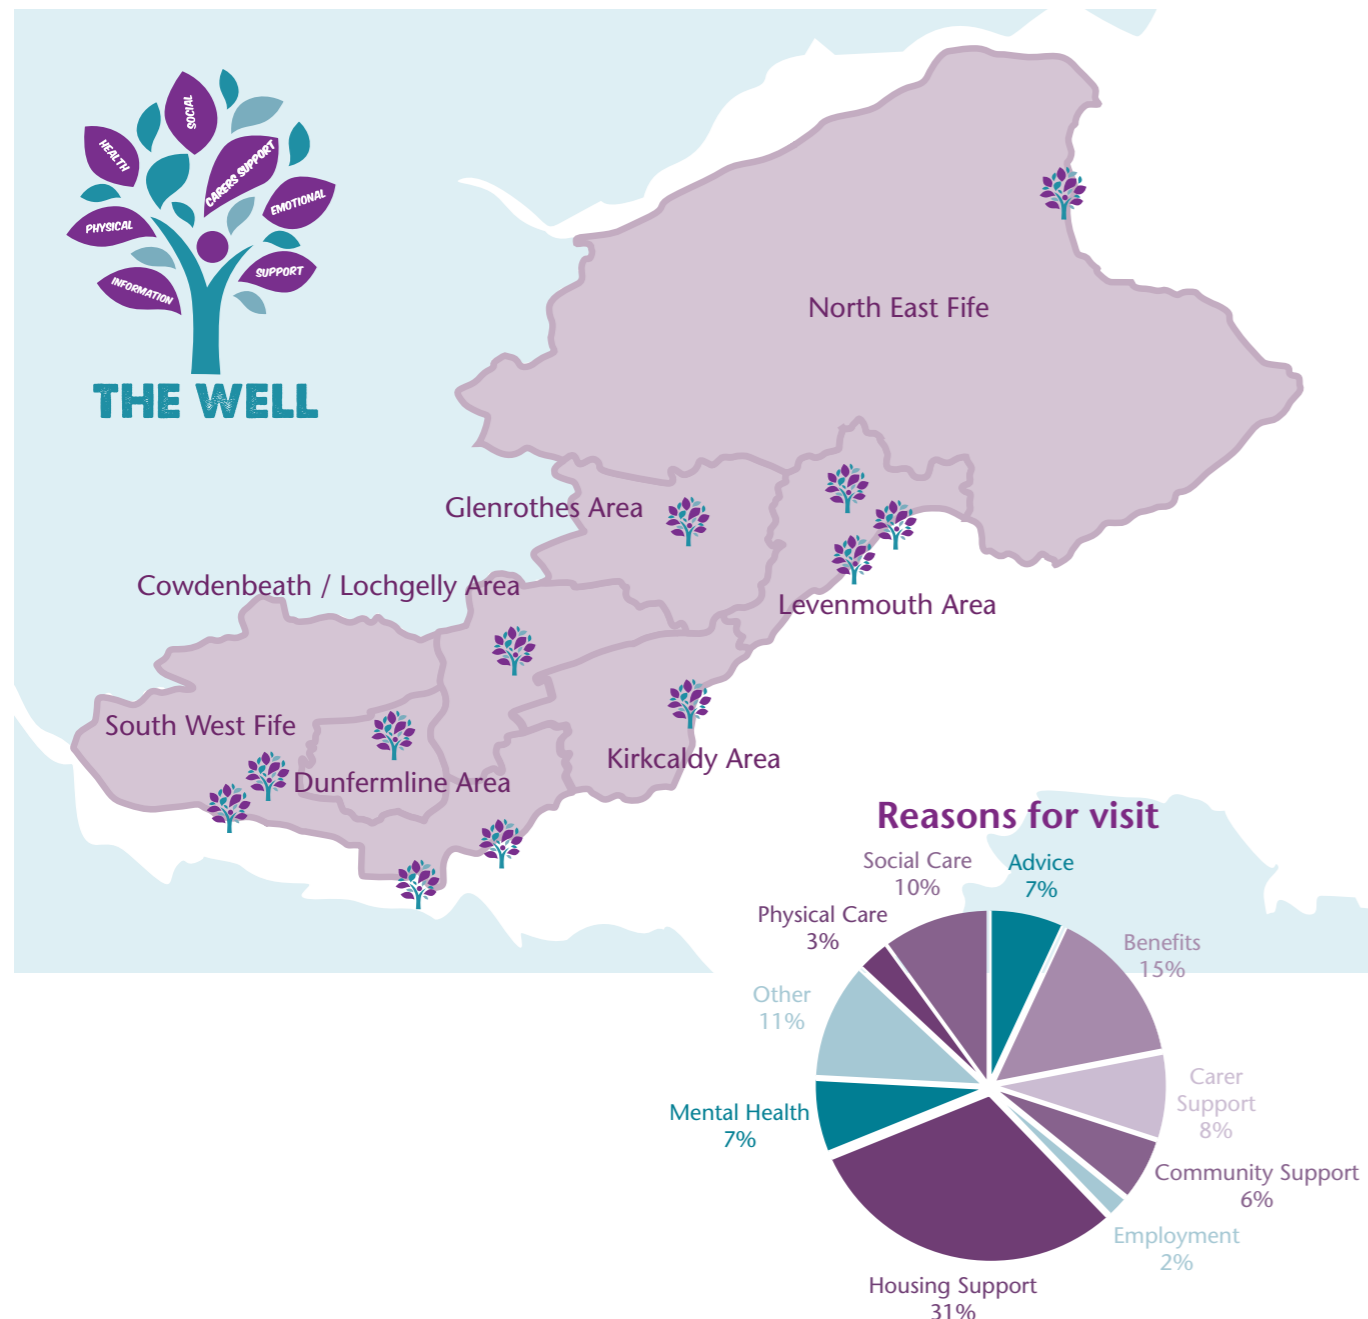 SOCIAL
HEALTH
CARERS SUPPORT
EMOTIONAL
PHYSICAL
SUPPORT
INFORMATION
THE WELL
North East Fife
Glenrothes Area
Cowdenbeath / Lochgelly Area
Levenmouth Area
South West Fife
Dunfermline Area
Kirkcaldy Area
Reasons for visit
Social Care
10%
Advice
7%
Physical Care
3%
Benefits
15%
Other
11%
Carer
Support
8%
Mental Health
7%
Community Support
6%
Employment
2%
Housing Support
31%